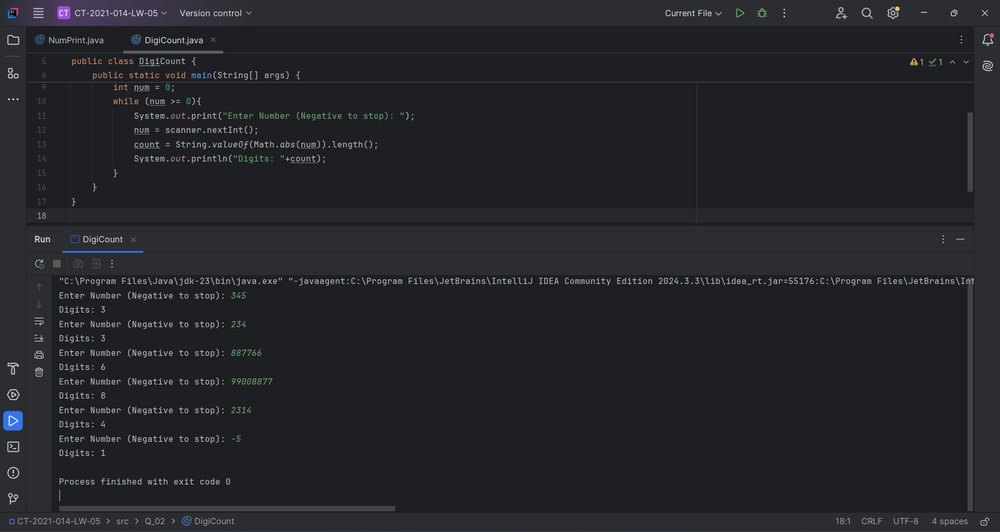 CT CT-2021-014-LW-05 Version control Current File
NumPrint.java DigiCount.java
5 public class DigiCount { 1 1
6 public static void main(String[] args) {
9 int num = 0;
10 while (num >= 0){
11 System.out.print("Enter Number (Negative to stop): ");
12 num = scanner.nextInt();
13 count = String.valueOf(Math.abs(num)).length();
14 System.out.println("Digits: "+count);
15 }
16 }
17 }
18
Run DigiCount
"C:\Program Files\Java\jdk-23\bin\java.exe" "-javaagent:C:\Program Files\JetBrains\IntelliJ IDEA Community Edition 2024.3.3\lib\idea_rt.jar=55176:C:\Program Files\JetBrains\Int
Enter Number (Negative to stop): 345
Digits: 3
Enter Number (Negative to stop): 234
Digits: 3
Enter Number (Negative to stop): 887766
Digits: 6
Enter Number (Negative to stop): 99008877
Digits: 8
Enter Number (Negative to stop): 2314
Digits: 4
Enter Number (Negative to stop): -5
Digits: 1
Process finished with exit code 0
CT-2021-014-LW-05 > src > Q_02 > DigiCount 18:1 CRLF UTF-8 4 spaces